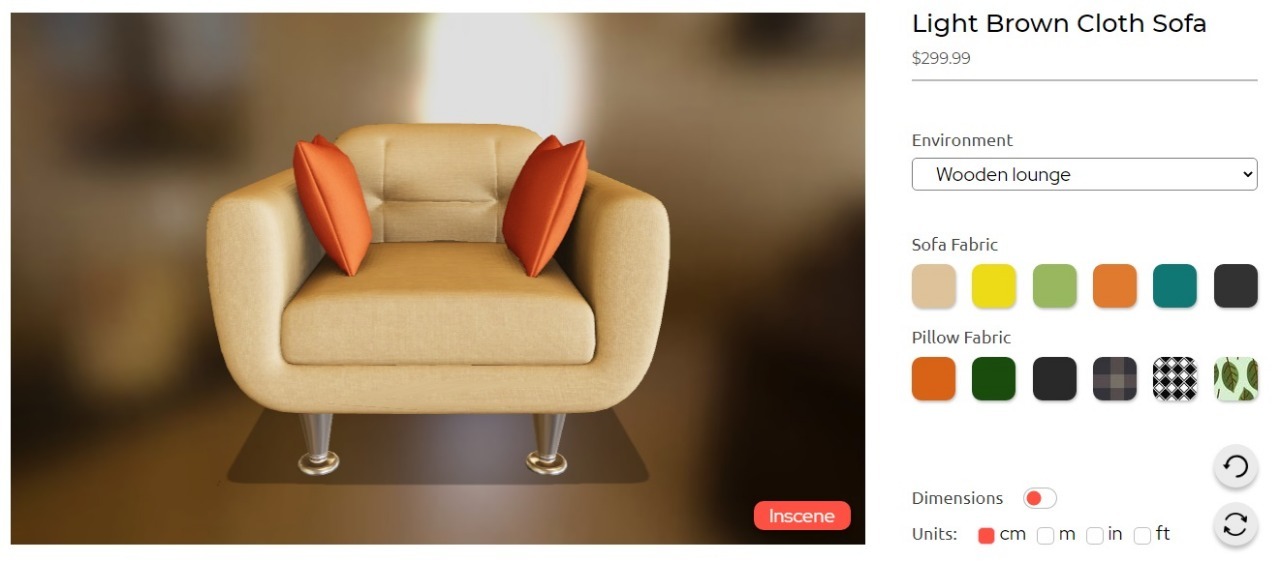 Light Brown Cloth Sofa
$299.99
Environment
Wooden lounge
Sofa Fabric
Pillow Fabric
Inscene
Dimensions
Units: cm m in ft